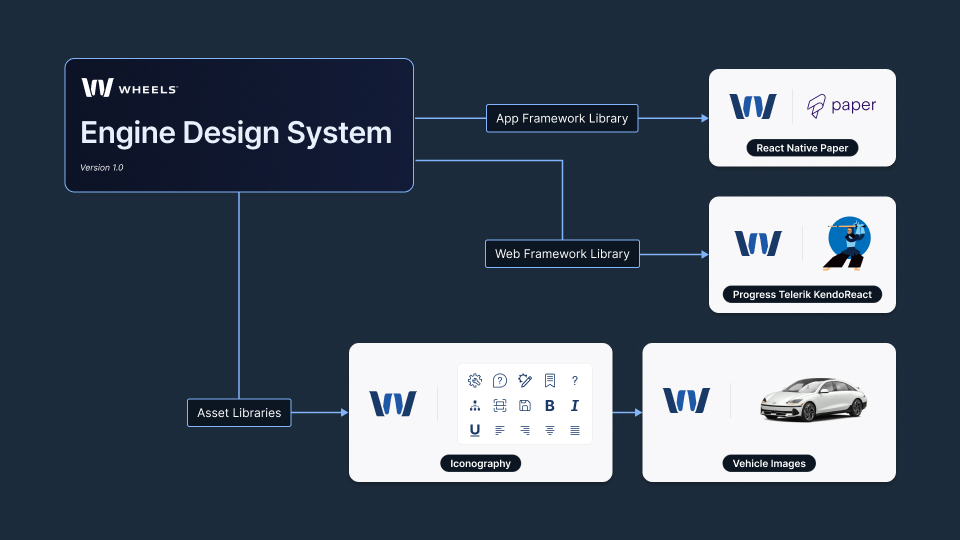 WHEELS™
Engine Design System
Version 1.0
App Framework Library
paper
React Native Paper
Web Framework Library
Progress Telerik KendoReact
Asset Libraries
?
?
B
I
U
Iconography
Vehicle Images